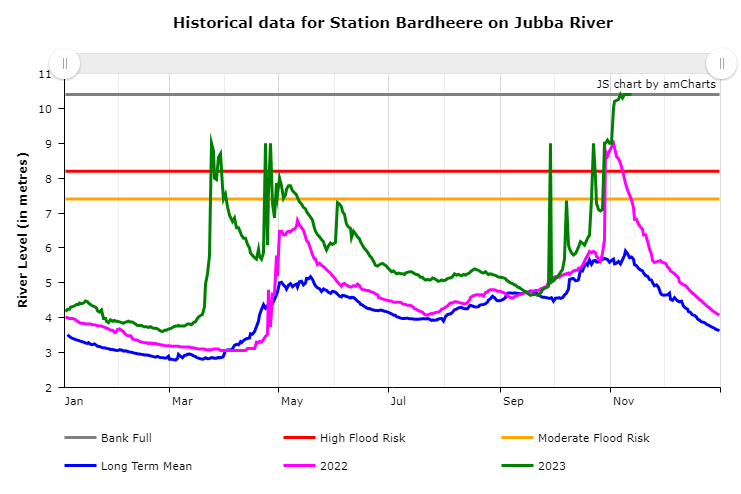 Historical data for Station Bardheere on Jubba River
JS chart by amCharts
River Level (in metres)
11
10
9
8
7
6
5
4
3
2
Jan Mar May Jul Sep Nov
Bank Full High Flood Risk Moderate Flood Risk
Long Term Mean 2022 2023